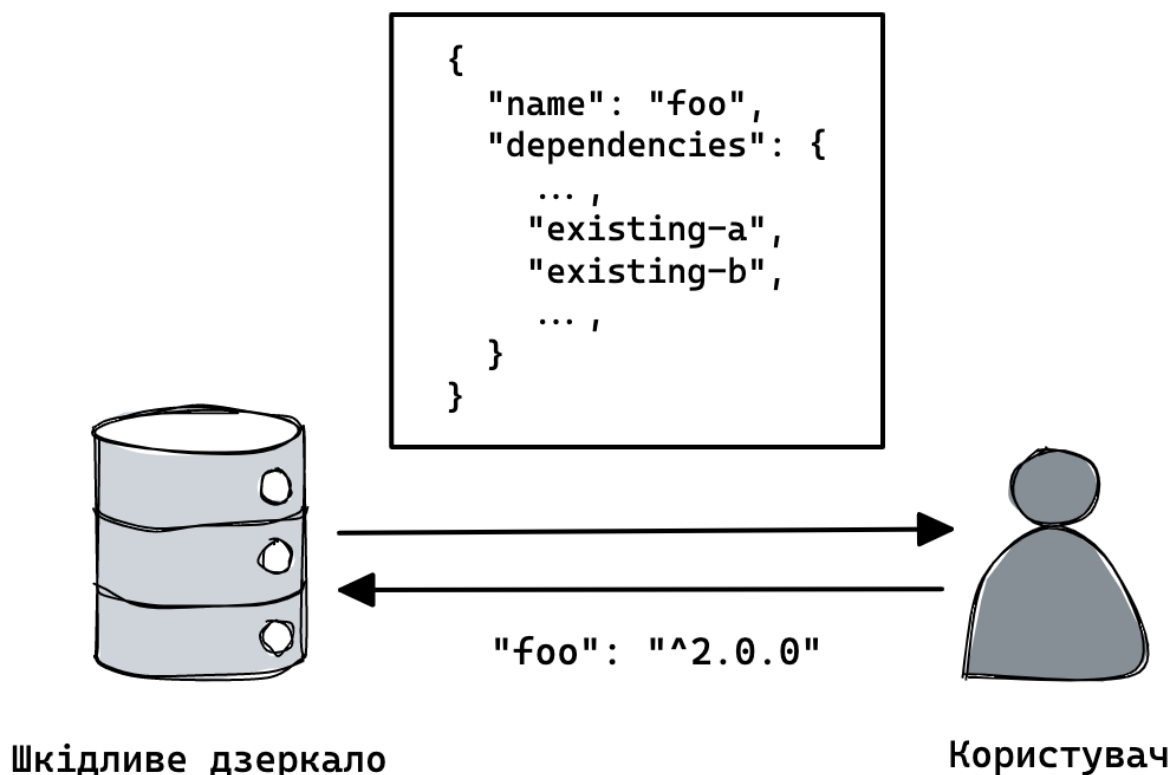 {
"name": "foo",
"dependencies": {
... ,
"existing-a",
"existing-b",
... ,
}
}
"foo": "^2.0.0"
Шкідливе дзеркало
Користувач